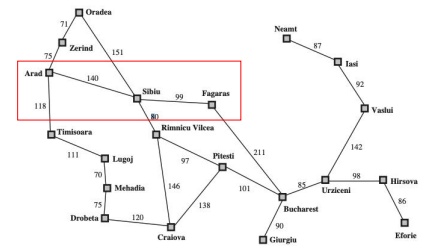 Oradea
71
Neamt
Zerind
87
151
75
Iasi
Arad
140
92
Sibiu
99
Fagaras
118
Vaslui
80
Timisoara
Rimnicu Vilcea
142
111
211
Lugoj
97
Pitesti
70
98
Hirsova
85
Mehadia
146
101
Urziceni
75
138
86
Bucharest
Drobeta
120
90
Craiova
Eforie
Giurgiu